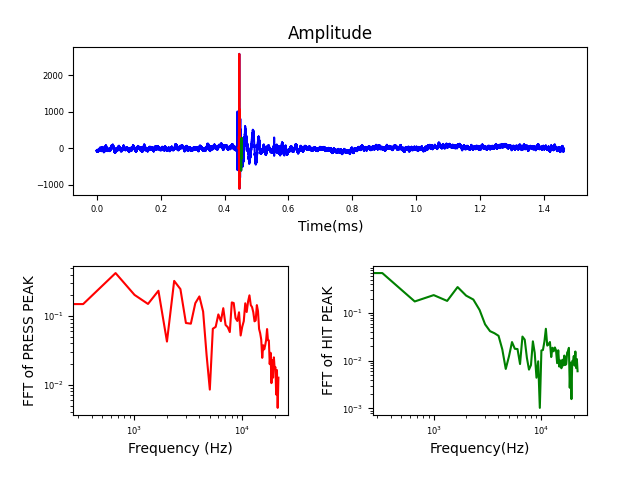 Amplitude
2000
1000
0
−1000
0.0 0.2 0.4 0.6 0.8 1.0 1.2 1.4
Time(ms)
FFT of PRESS PEAK
10⁻¹
10⁻²
10³ 10⁴
Frequency (Hz)
FFT of HIT PEAK
10⁻¹
10⁻²
10⁻³
10³ 10⁴
Frequency(Hz)